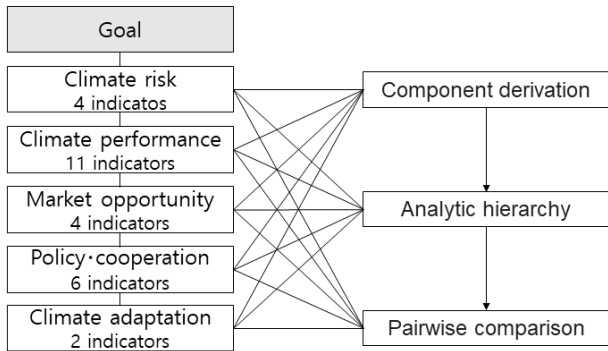 Goal
Climate risk
4 indicatos
Climate performance
11 indicators
Market opportunity
4 indicators
Policy·cooperation
6 indicators
Climate adaptation
2 indicators
Component derivation
Analytic hierarchy
Pairwise comparison